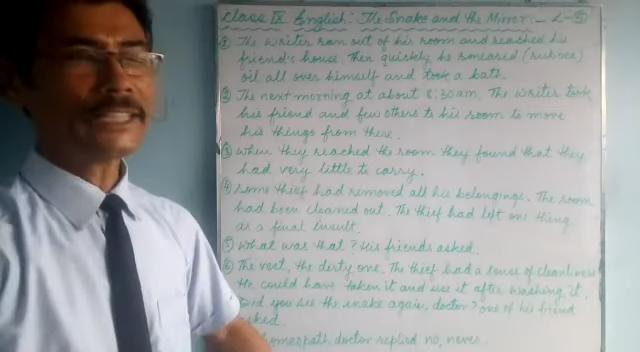 Class IX English: The Snake and the Mirror:- L-5
① The writer ran out of his room and reached his
friend's house. Then quickly he smeared
oil all over himself and took a bath.
② The next morning at about 8:30am. The writer took
his friend and few others to his room to move
his things from there.
③ When they reached the room they found that they
had very little to carry.
④ Some thief had removed all his belongings. The room
had been cleaned out. The thief had left one thing
as a final insult.
⑤ What was that? His friends asked.
⑥ The vest, the dirty one. The thief had a sense of cleanliness
He could have taken it and use it after washing it.
Did you see the snake again, doctor? one of his friend
asked.
homeopath doctor replied no, never.